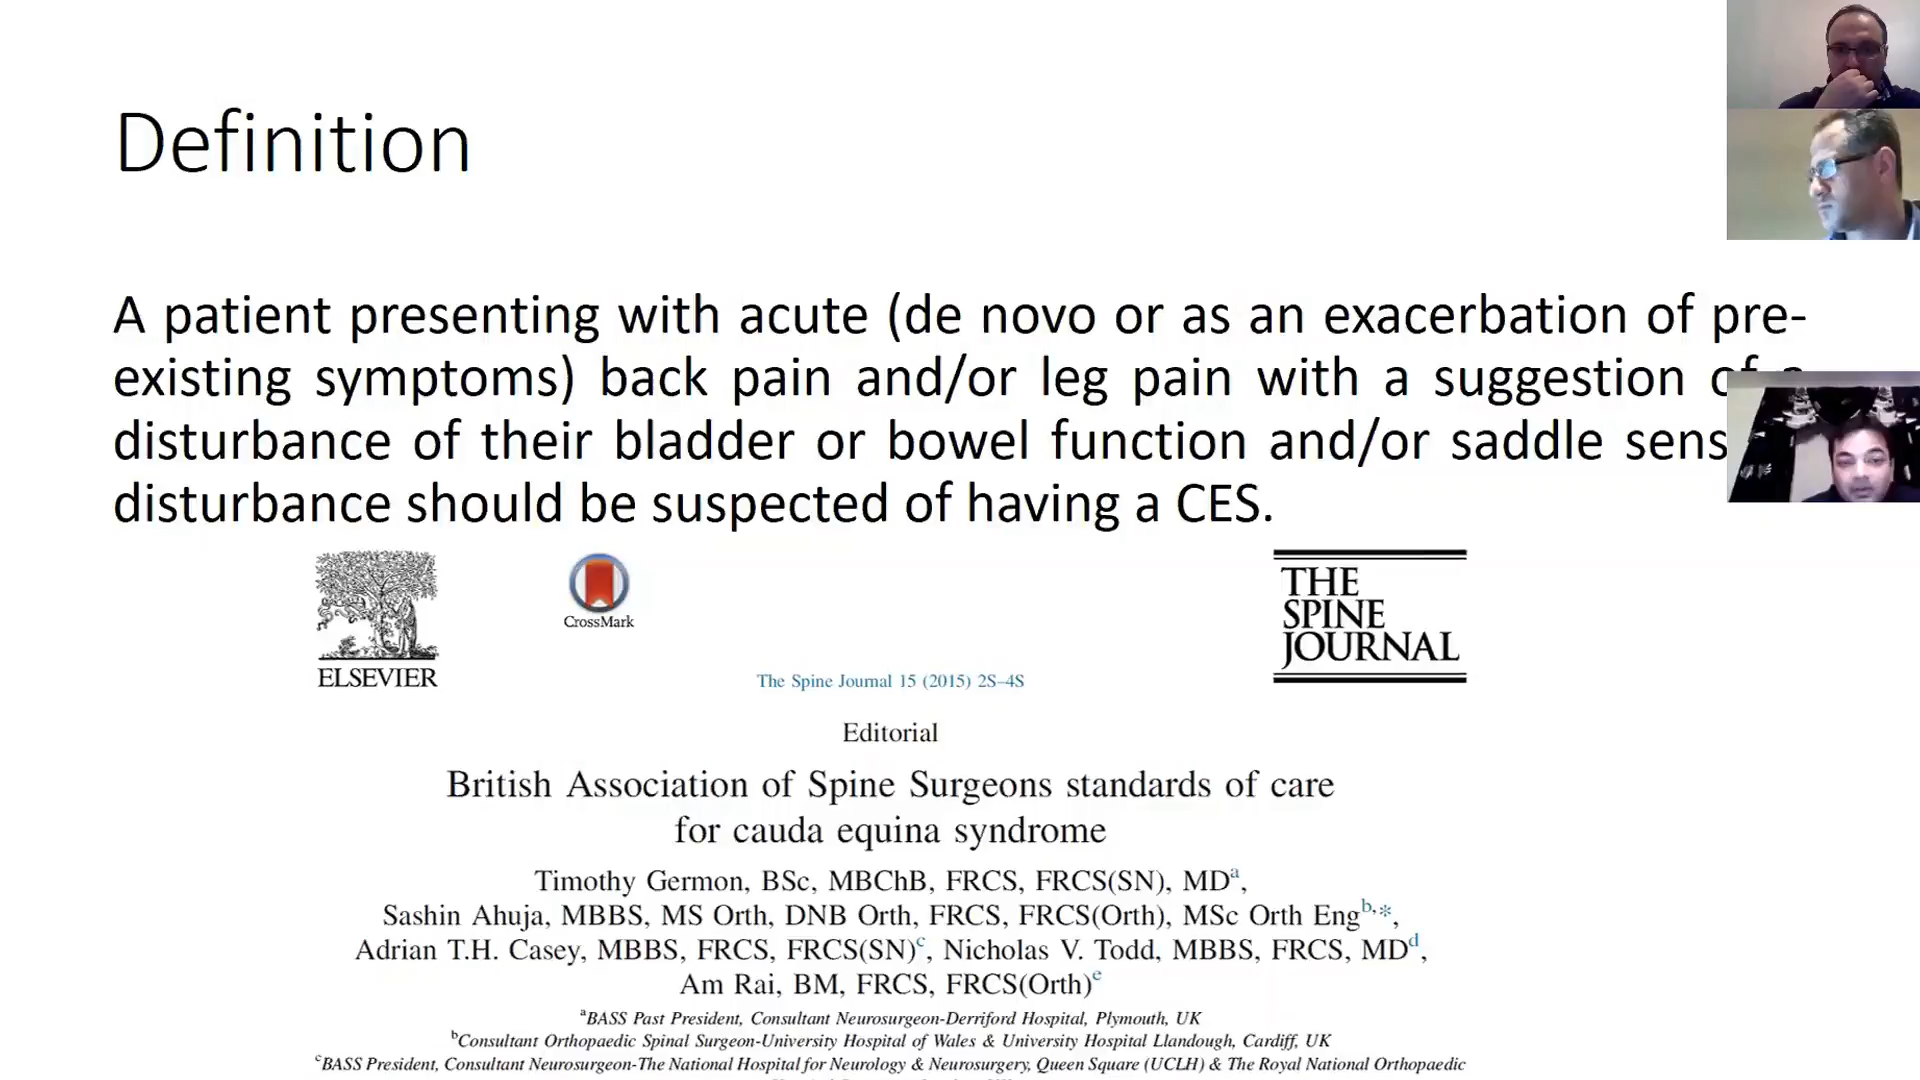 Definition
A patient presenting with acute (de novo or as an exacerbation of pre-
existing symptoms) back pain and/or leg pain with a suggestion of a
disturbance of their bladder or bowel function and/or saddle sens
disturbance should be suspected of having a CES.
ELSEVIER
CrossMark
THE
SPINE
JOURNAL
The Spine Journal 15 (2015) 2S–4S
Editorial
British Association of Spine Surgeons standards of care
for cauda equina syndrome
Timothy Germon, BSc, MBChB, FRCS, FRCS(SN), MDa,
Sashin Ahuja, MBBS, MS Orth, DNB Orth, FRCS, FRCS(Orth), MSc Orth Engb,*,
Adrian T.H. Casey, MBBS, FRCS, FRCS(SN)c, Nicholas V. Todd, MBBS, FRCS, MDd,
Am Rai, BM, FRCS, FRCS(Orth)e
aBASS Past President, Consultant Neurosurgeon-Derriford Hospital, Plymouth, UK
bConsultant Orthopaedic Spinal Surgeon-University Hospital of Wales & University Hospital Llandough, Cardiff, UK
cBASS President, Consultant Neurosurgeon-The National Hospital for Neurology & Neurosurgery, Queen Square (UCLH) & The Royal National Orthopaedic